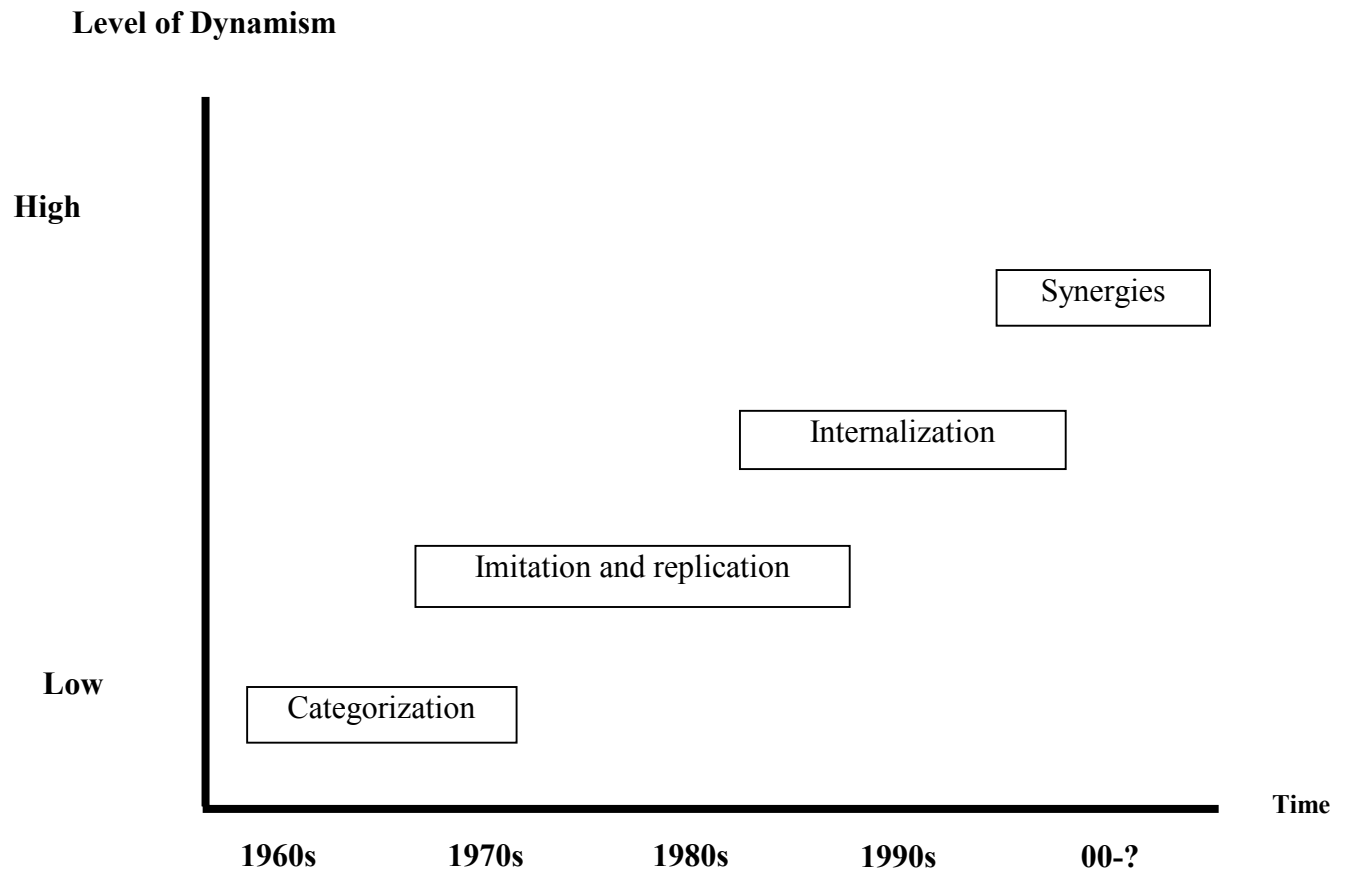 Level of Dynamism
High
Synergies
Internalization
Imitation and replication
Low
Categorization
Time
1960s 1970s 1980s 1990s 00-?